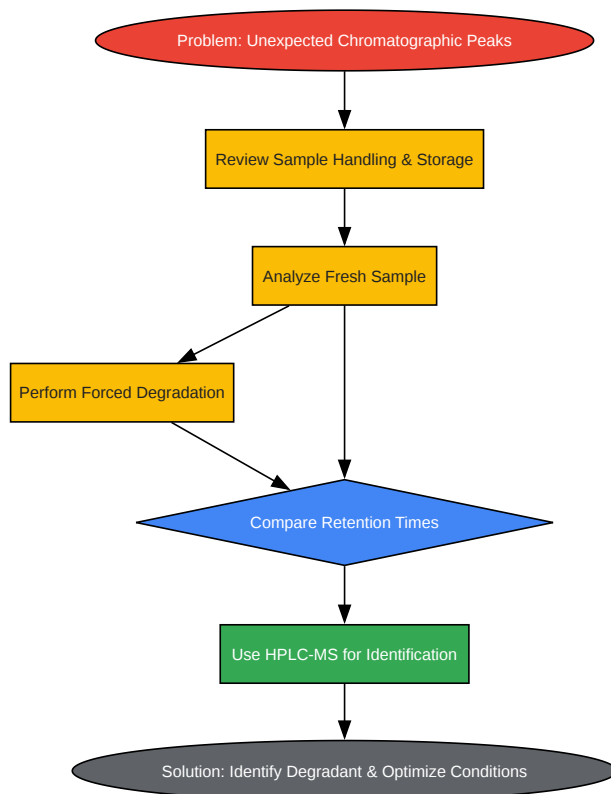 Problem: Unexpected Chromatographic Peaks
Review Sample Handling & Storage
Analyze Fresh Sample
Perform Forced Degradation
Compare Retention Times
Use HPLC-MS for Identification
Solution: Identify Degradant & Optimize Conditions